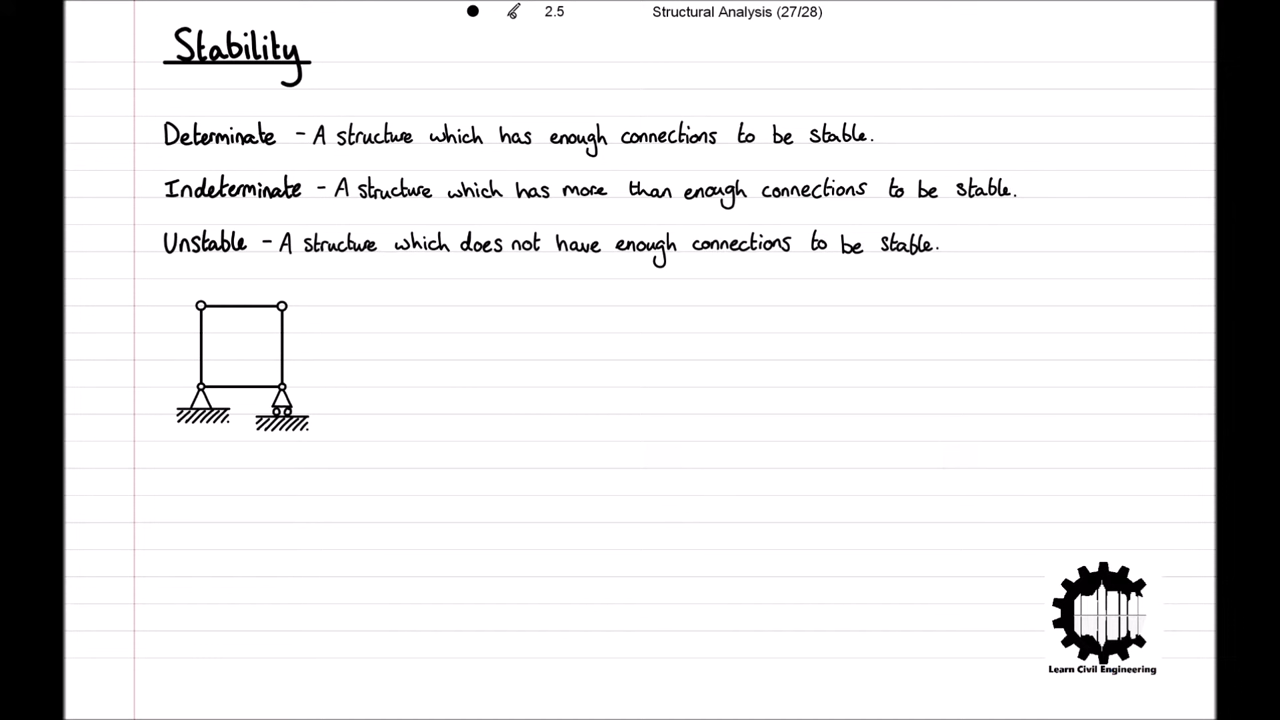 2.5 Structural Analysis (27/28)
Stability
Determinate - A structure which has enough connections to be stable.
Indeterminate - A structure which has more than enough connections to be stable.
Unstable - A structure which does not have enough connections to be stable.
Learn Civil Engineering